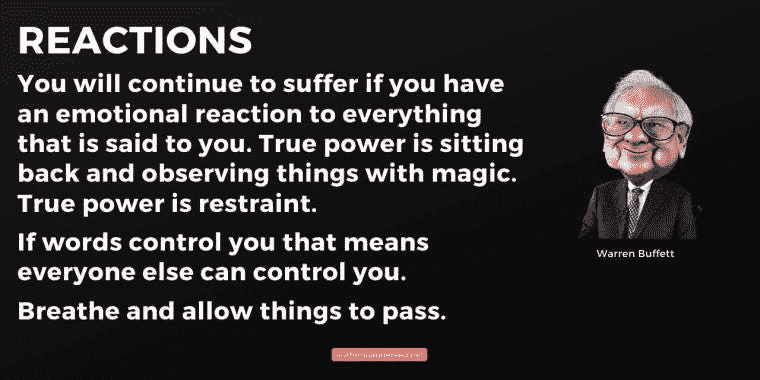 REACTIONS
You will continue to suffer if you have
an emotional reaction to everything
that is said to you. True power is sitting
back and observing things with magic.
True power is restraint.
If words control you that means
everyone else can control you.
Breathe and allow things to pass.
Warren Buffett